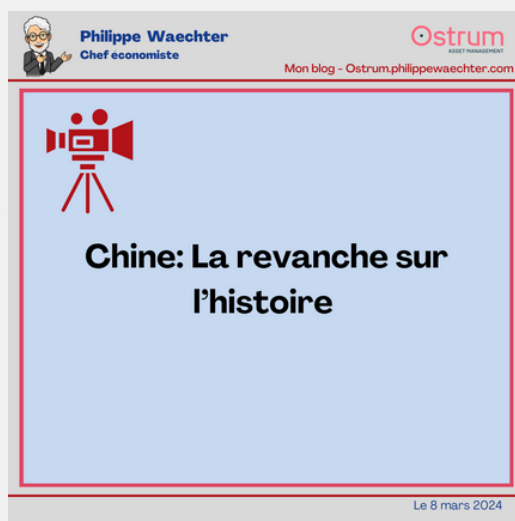 Philippe Waechter
Chef économiste
Ostrum
ASSET MANAGEMENT
Mon blog - Ostrum.philippewaechter.com
Chine: La revanche sur
l'histoire
Le 8 mars 2024